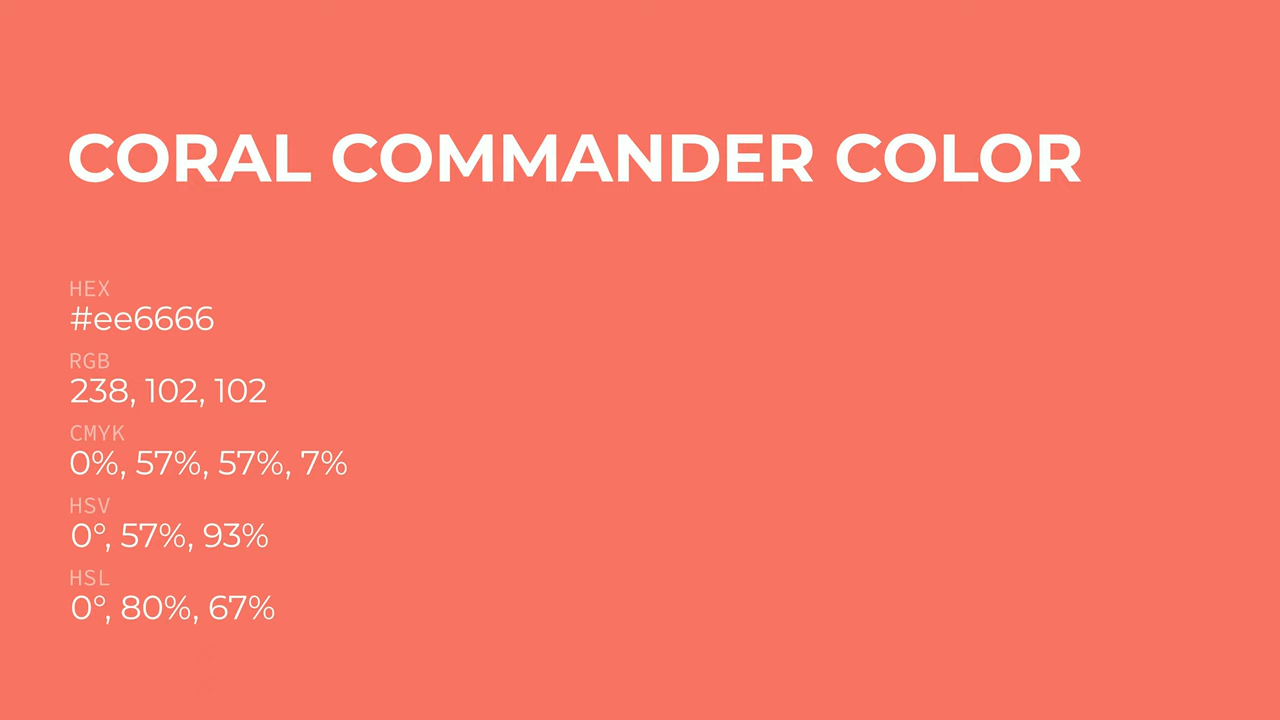 CORAL COMMANDER COLOR
HEX
#ee6666
RGB
238, 102, 102
CMYK
0%, 57%, 57%, 7%
HSV
0°, 57%, 93%
HSL
0°, 80%, 67%